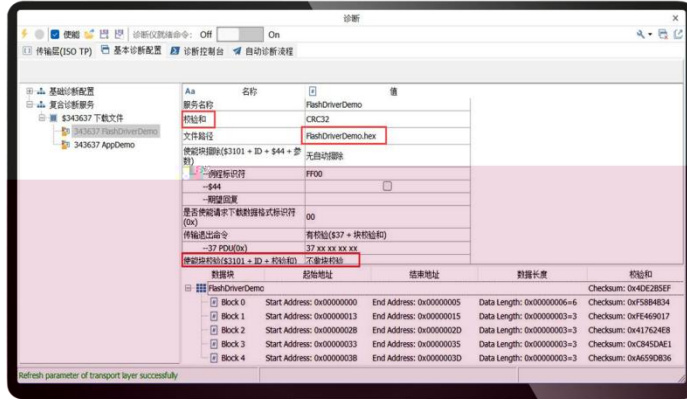 诊断
使能
诊断仪就绪命令: Off On
传输层(ISO TP) 基本诊断配置 诊断控制台 自动诊断流程
基础诊断配置
复合诊断服务
$343637 下载文件
343637 FlashDriverDemo
343637 AppDemo
Aa 名称 # 值
服务名称 FlashDriverDemo
校验和 CRC32
文件路径 FlashDriverDemo.hex
使能块擦除($3101 + ID + $44 + 参数) 无自动擦除
--例程标识符 FF00
--$44
--期望回复
是否使能请求下载数据格式标识符(0x) 00
传输退出命令 有校验($37 + 块校验和)
--37 PDU(0x) 37 xx xx xx xx
使能块校验($3101 + ID + 校验和) 不做块校验
数据块 起始地址 结束地址 数据长度 校验和
FlashDriverDemo Checksum: 0x4DE2B5EF
Block 0 Start Address: 0x00000000 End Address: 0x00000005 Data Length: 0x00000006=6 Checksum: 0xF58B4B34
Block 1 Start Address: 0x00000013 End Address: 0x00000015 Data Length: 0x00000003=3 Checksum: 0xFE469017
Block 2 Start Address: 0x0000002B End Address: 0x0000002D Data Length: 0x00000003=3 Checksum: 0x417624E8
Block 3 Start Address: 0x00000033 End Address: 0x00000035 Data Length: 0x00000003=3 Checksum: 0xC845DAE1
Block 4 Start Address: 0x0000003B End Address: 0x0000003D Data Length: 0x00000003=3 Checksum: 0xA659DB36
Refresh parameter of transport layer successfully